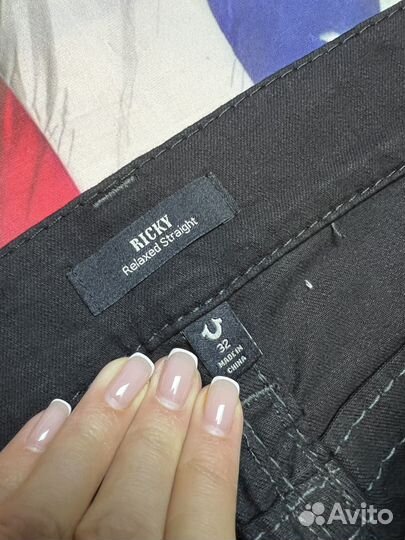 RICKY
Relaxed Straight
32
MADE IN
CHINA
Avito